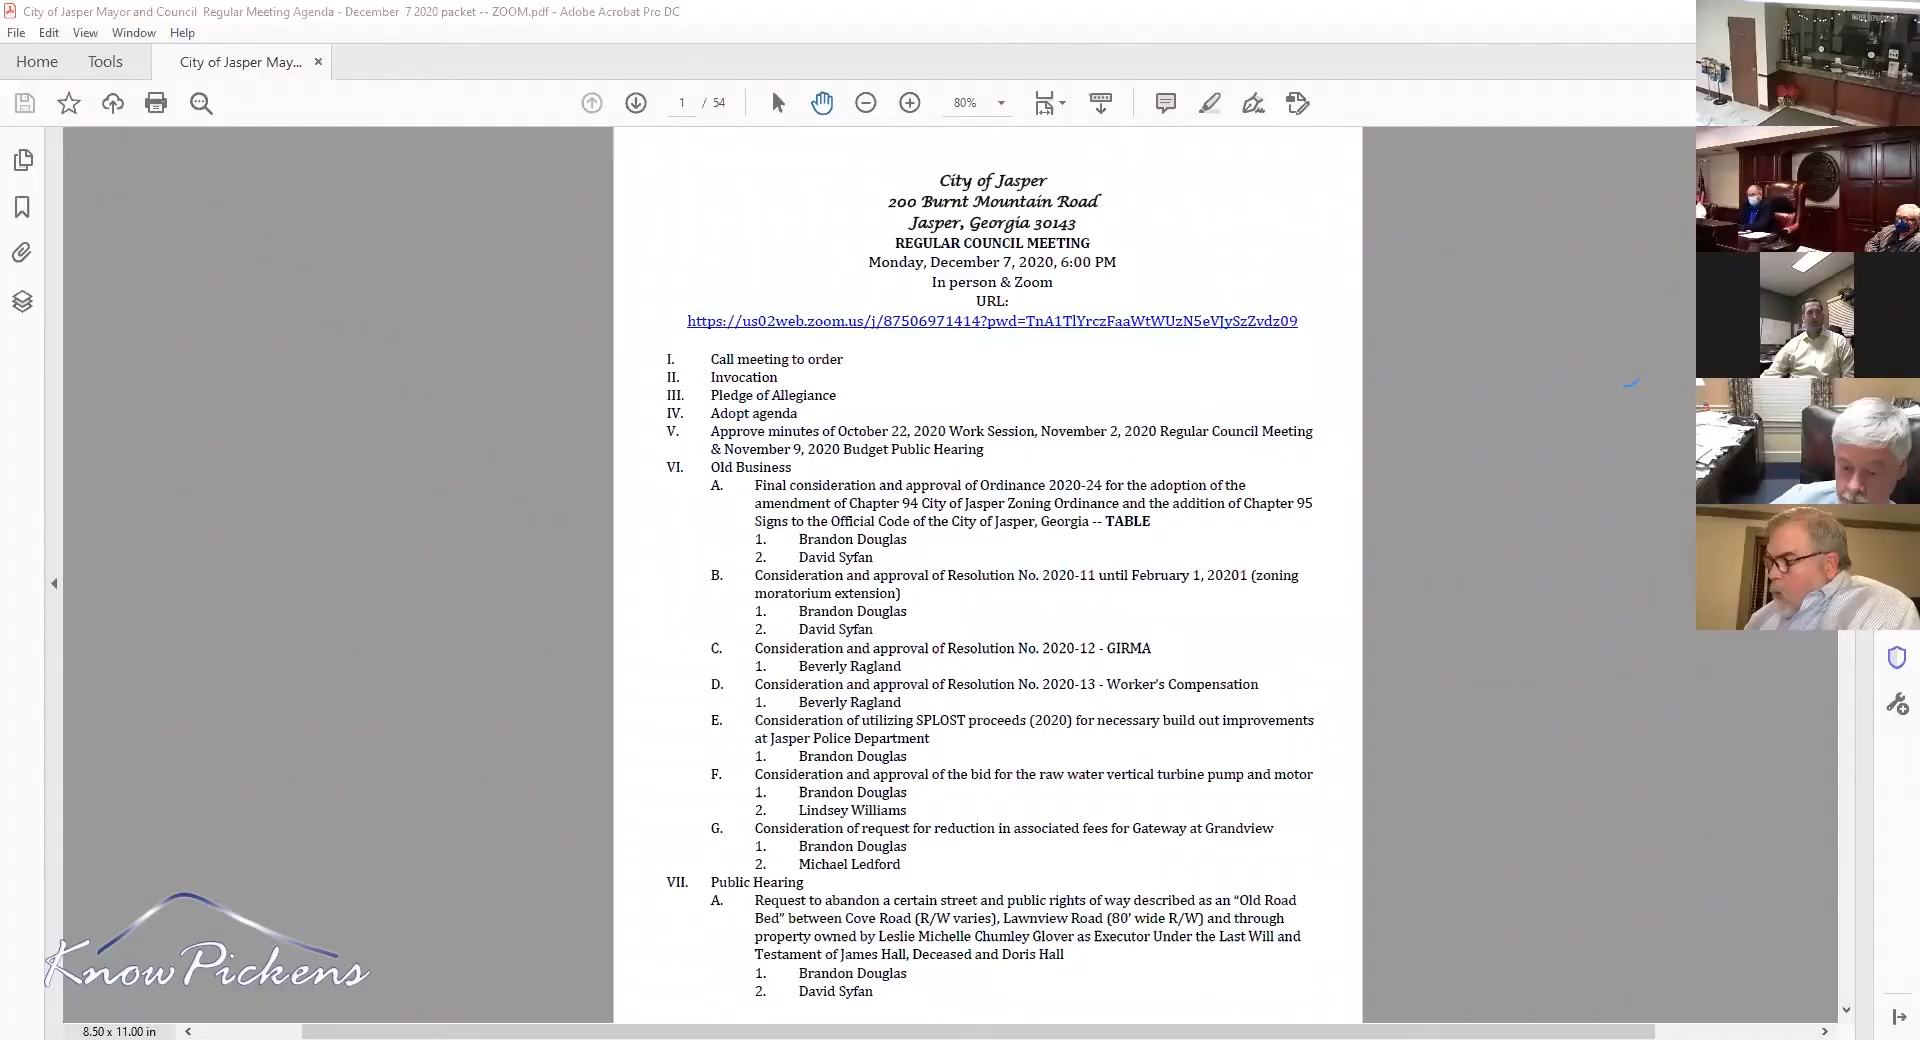 City of Jasper Mayor and Council  Regular Meeting Agenda - December  7 2020 packet -- ZOOM.pdf - Adobe Acrobat Pro DC
File Edit View Window Help
Home Tools City of Jasper May... ×
1 / 54 80%
City of Jasper
200 Burnt Mountain Road
Jasper, Georgia 30143
REGULAR COUNCIL MEETING
Monday, December 7, 2020, 6:00 PM
In person & Zoom
URL:
https://us02web.zoom.us/j/87506971414?pwd=TnA1TlYrczFaaWtWUzN5eVJySzZvdz09
I. Call meeting to order
II. Invocation
III. Pledge of Allegiance
IV. Adopt agenda
V. Approve minutes of October 22, 2020 Work Session, November 2, 2020 Regular Council Meeting
& November 9, 2020 Budget Public Hearing
VI. Old Business
A. Final consideration and approval of Ordinance 2020-24 for the adoption of the
amendment of Chapter 94 City of Jasper Zoning Ordinance and the addition of Chapter 95
Signs to the Official Code of the City of Jasper, Georgia -- TABLE
1. Brandon Douglas
2. David Syfan
B. Consideration and approval of Resolution No. 2020-11 until February 1, 20201 (zoning
moratorium extension)
1. Brandon Douglas
2. David Syfan
C. Consideration and approval of Resolution No. 2020-12 - GIRMA
1. Beverly Ragland
D. Consideration and approval of Resolution No. 2020-13 - Worker's Compensation
1. Beverly Ragland
E. Consideration of utilizing SPLOST proceeds (2020) for necessary build out improvements
at Jasper Police Department
1. Brandon Douglas
F. Consideration and approval of the bid for the raw water vertical turbine pump and motor
1. Brandon Douglas
2. Lindsey Williams
G. Consideration of request for reduction in associated fees for Gateway at Grandview
1. Brandon Douglas
2. Michael Ledford
VII. Public Hearing
A. Request to abandon a certain street and public rights of way described as an “Old Road
Bed” between Cove Road (R/W varies), Lawnview Road (80’ wide R/W) and through
property owned by Leslie Michelle Chumley Glover as Executor Under the Last Will and
Testament of James Hall, Deceased and Doris Hall
1. Brandon Douglas
2. David Syfan
KnowPickens
8.50 x 11.00 in